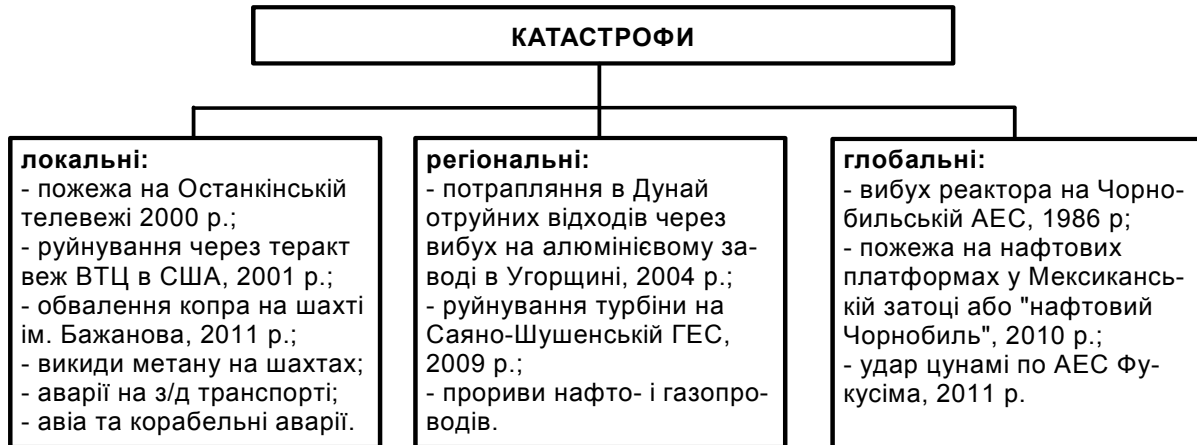 КАТАСТРОФИ
локальні:
- пожежа на Останкінській
телевежі 2000 р.;
- руйнування через теракт
веж ВТЦ в США, 2001 р.;
- обвалення копра на шахті
ім. Бажанова, 2011 р.;
- викиди метану на шахтах;
- аварії на з/д транспорті;
- авіа та корабельні аварії.
регіональні:
- потрапляння в Дунай
отруйних відходів через
вибух на алюмінієвому за-
воді в Угорщині, 2004 р.;
- руйнування турбіни на
Саяно-Шушенській ГЕС,
2009 р.;
- прориви нафто- і газопро-
водів.
глобальні:
- вибух реактора на Чорно-
бильській АЕС, 1986 р;
- пожежа на нафтових
платформах у Мексикансь-
кій затоці або "нафтовий
Чорнобиль", 2010 р.;
- удар цунамі по АЕС Фу-
кусіма, 2011 р.